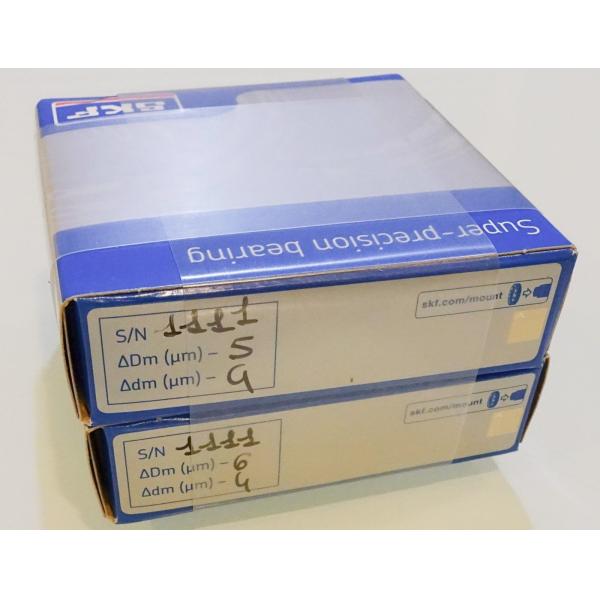 SKF
Super-precision bearing
skf.com/mount
S/N 1111
ΔDm (µm) - 5
Δdm (µm) - 4
skf.com/mount
S/N 1111
ΔDm (µm) - 6
Δdm (µm) - 4